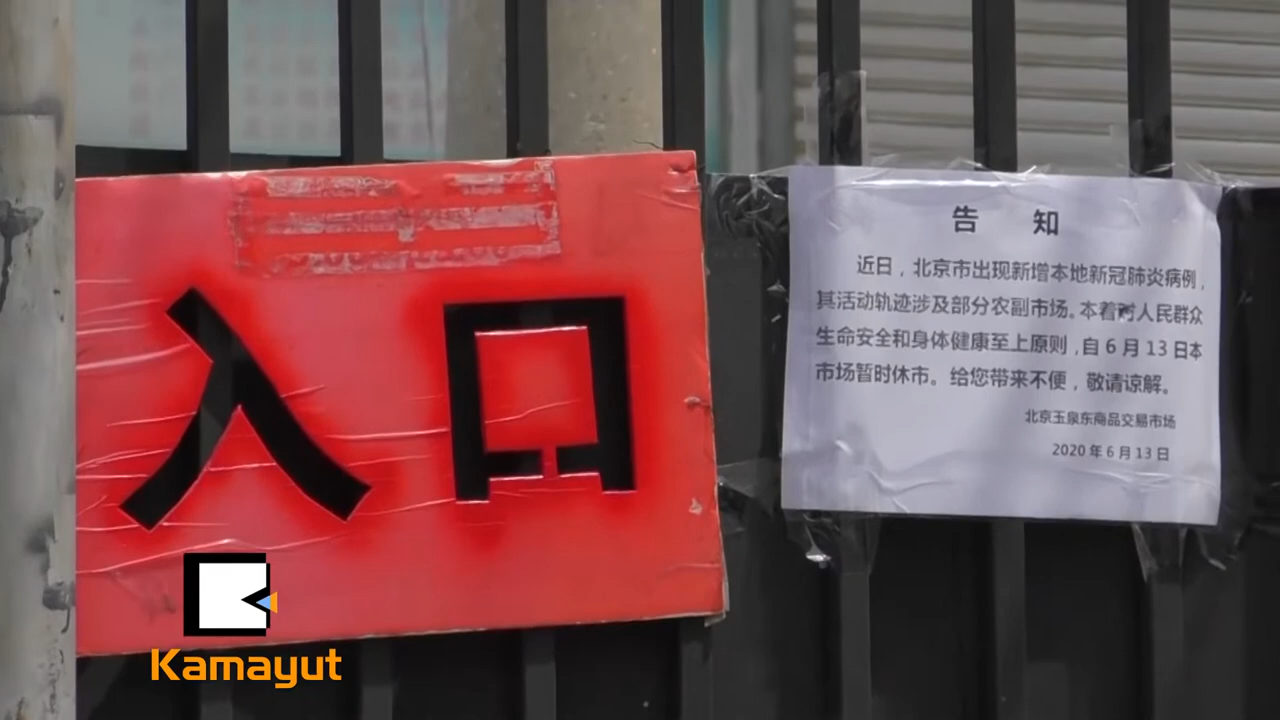 入口
告 知
近日，北京市出现新增本地新冠肺炎病例，
其活动轨迹涉及部分农副市场。本着对人民群众
生命安全和身体健康至上原则，自6月13日本
市场暂时休市。给您带来不便，敬请谅解。
北京玉泉东商品交易市场
2020年6月13日
Kamayut